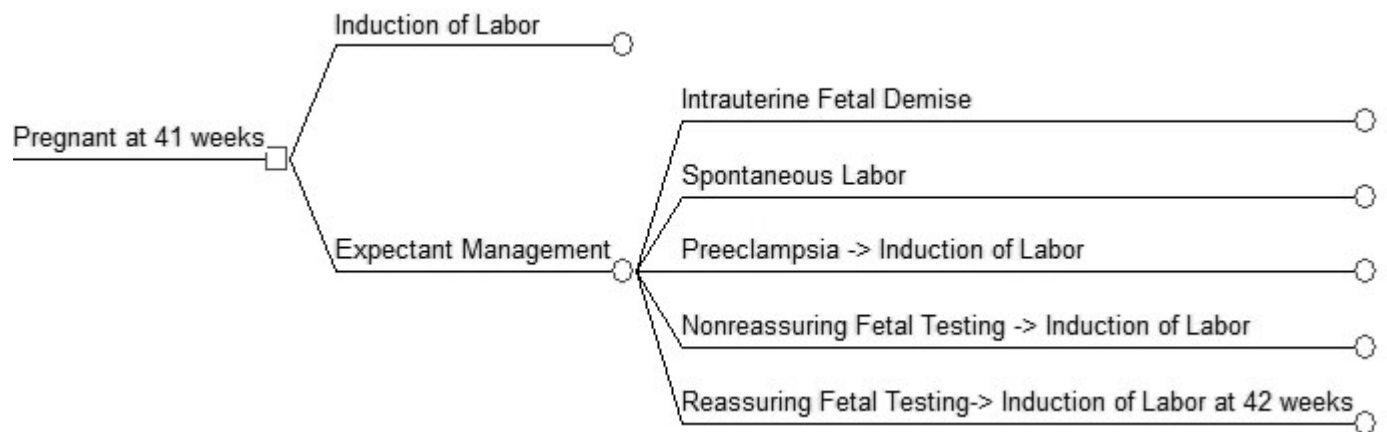 Induction of Labor
Pregnant at 41 weeks
Expectant Management
Intrauterine Fetal Demise
Spontaneous Labor
Preeclampsia -> Induction of Labor
Nonreassuring Fetal Testing -> Induction of Labor
Reassuring Fetal Testing-> Induction of Labor at 42 weeks